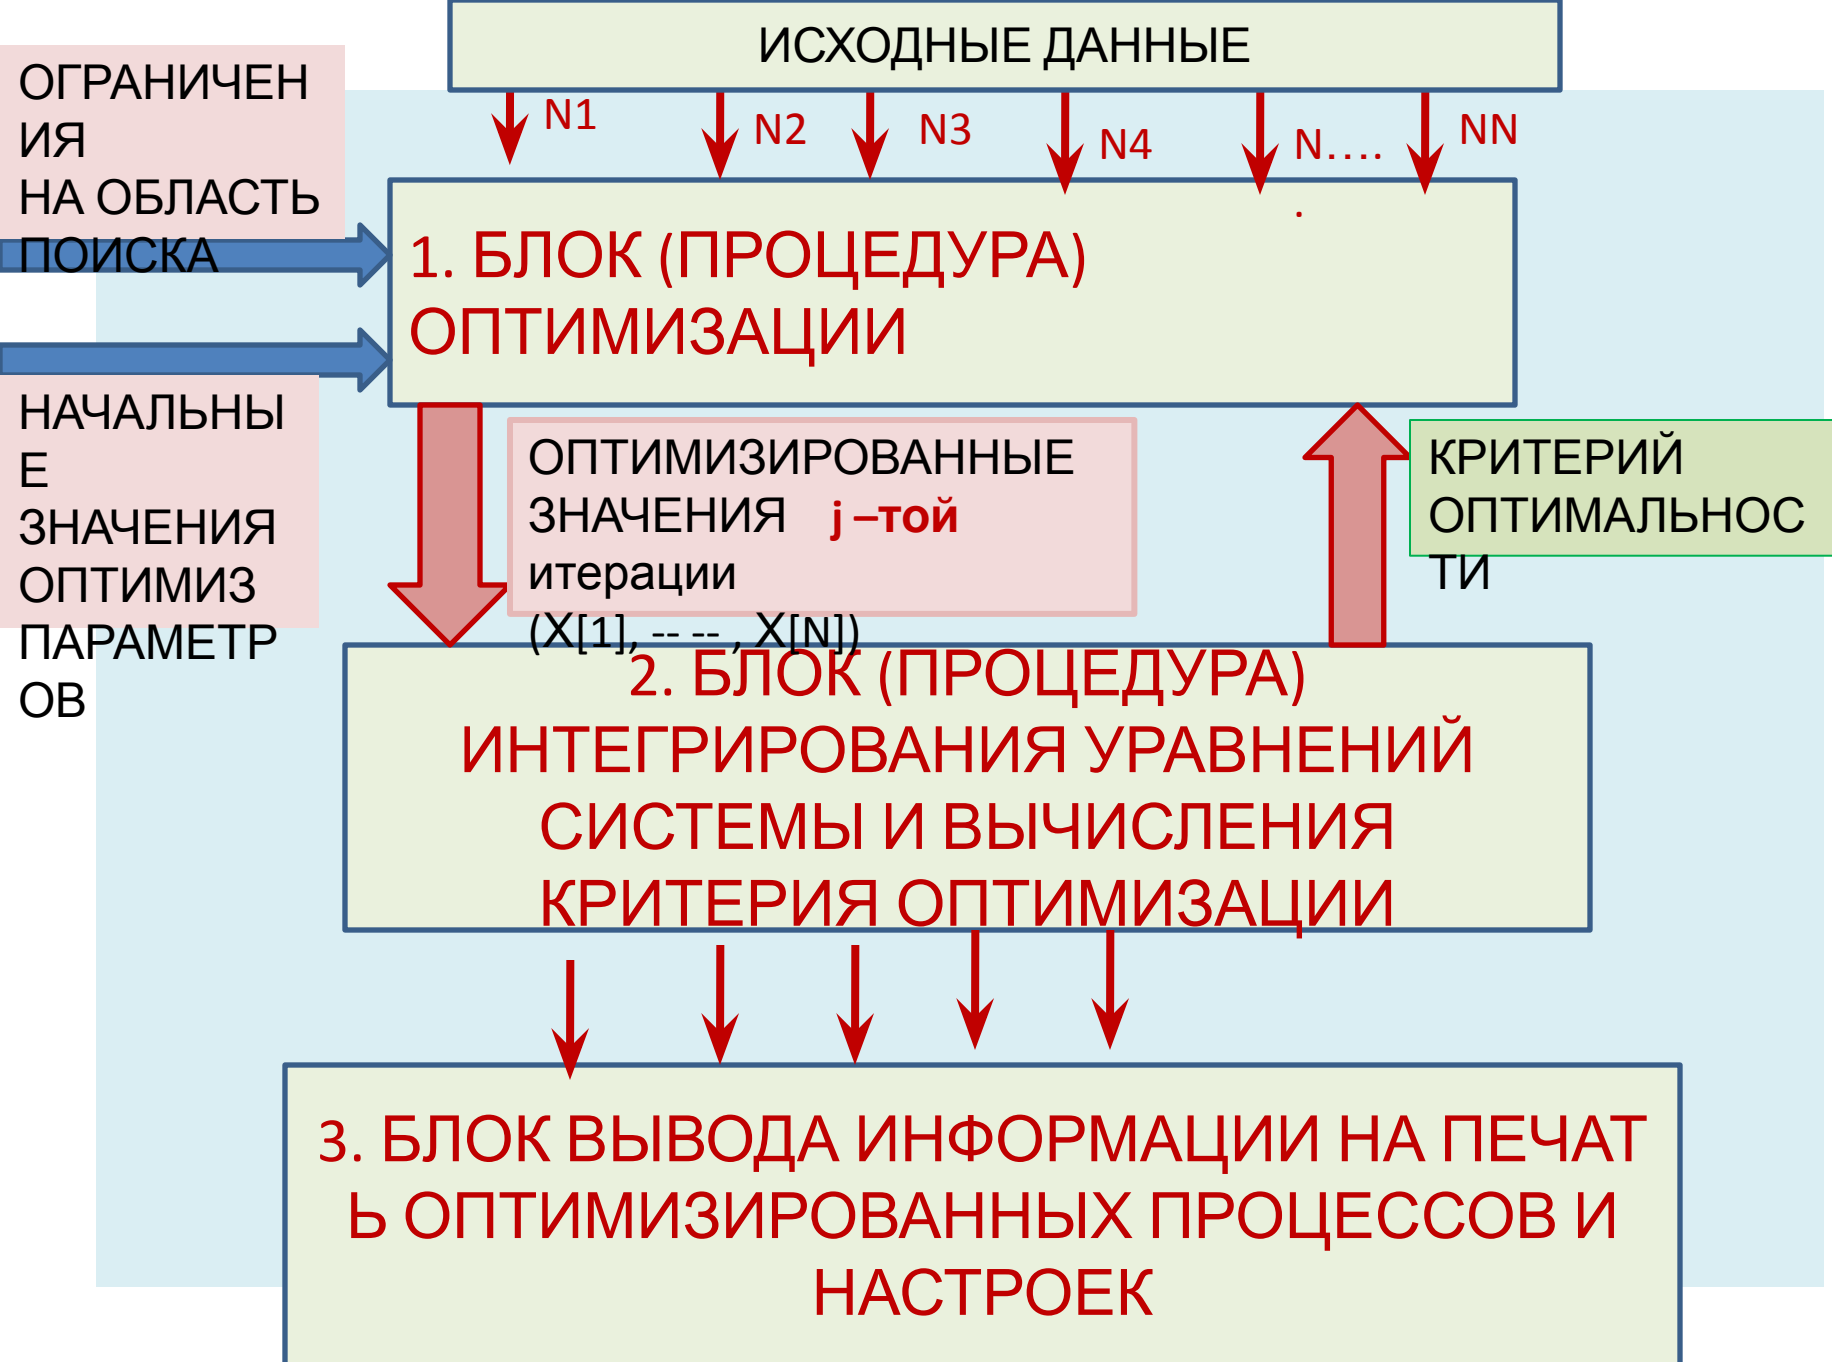 ИСХОДНЫЕ ДАННЫЕ
ОГРАНИЧЕН
ИЯ
НА ОБЛАСТЬ
ПОИСКА
N1
N2
N3
N4
N….
.
NN
1. БЛОК (ПРОЦЕДУРА)
ОПТИМИЗАЦИИ
НАЧАЛЬНЫ
Е
ЗНАЧЕНИЯ
ОПТИМИЗ
ПАРАМЕТР
ОВ
ОПТИМИЗИРОВАННЫЕ
ЗНАЧЕНИЯ j –той
итерации
(X[1], -- -- , X[N])
КРИТЕРИЙ
ОПТИМАЛЬНОС
ТИ
2. БЛОК (ПРОЦЕДУРА)
ИНТЕГРИРОВАНИЯ УРАВНЕНИЙ
СИСТЕМЫ И ВЫЧИСЛЕНИЯ
КРИТЕРИЯ ОПТИМИЗАЦИИ
3. БЛОК ВЫВОДА ИНФОРМАЦИИ НА ПЕЧАТ
Ь ОПТИМИЗИРОВАННЫХ ПРОЦЕССОВ И
НАСТРОЕК